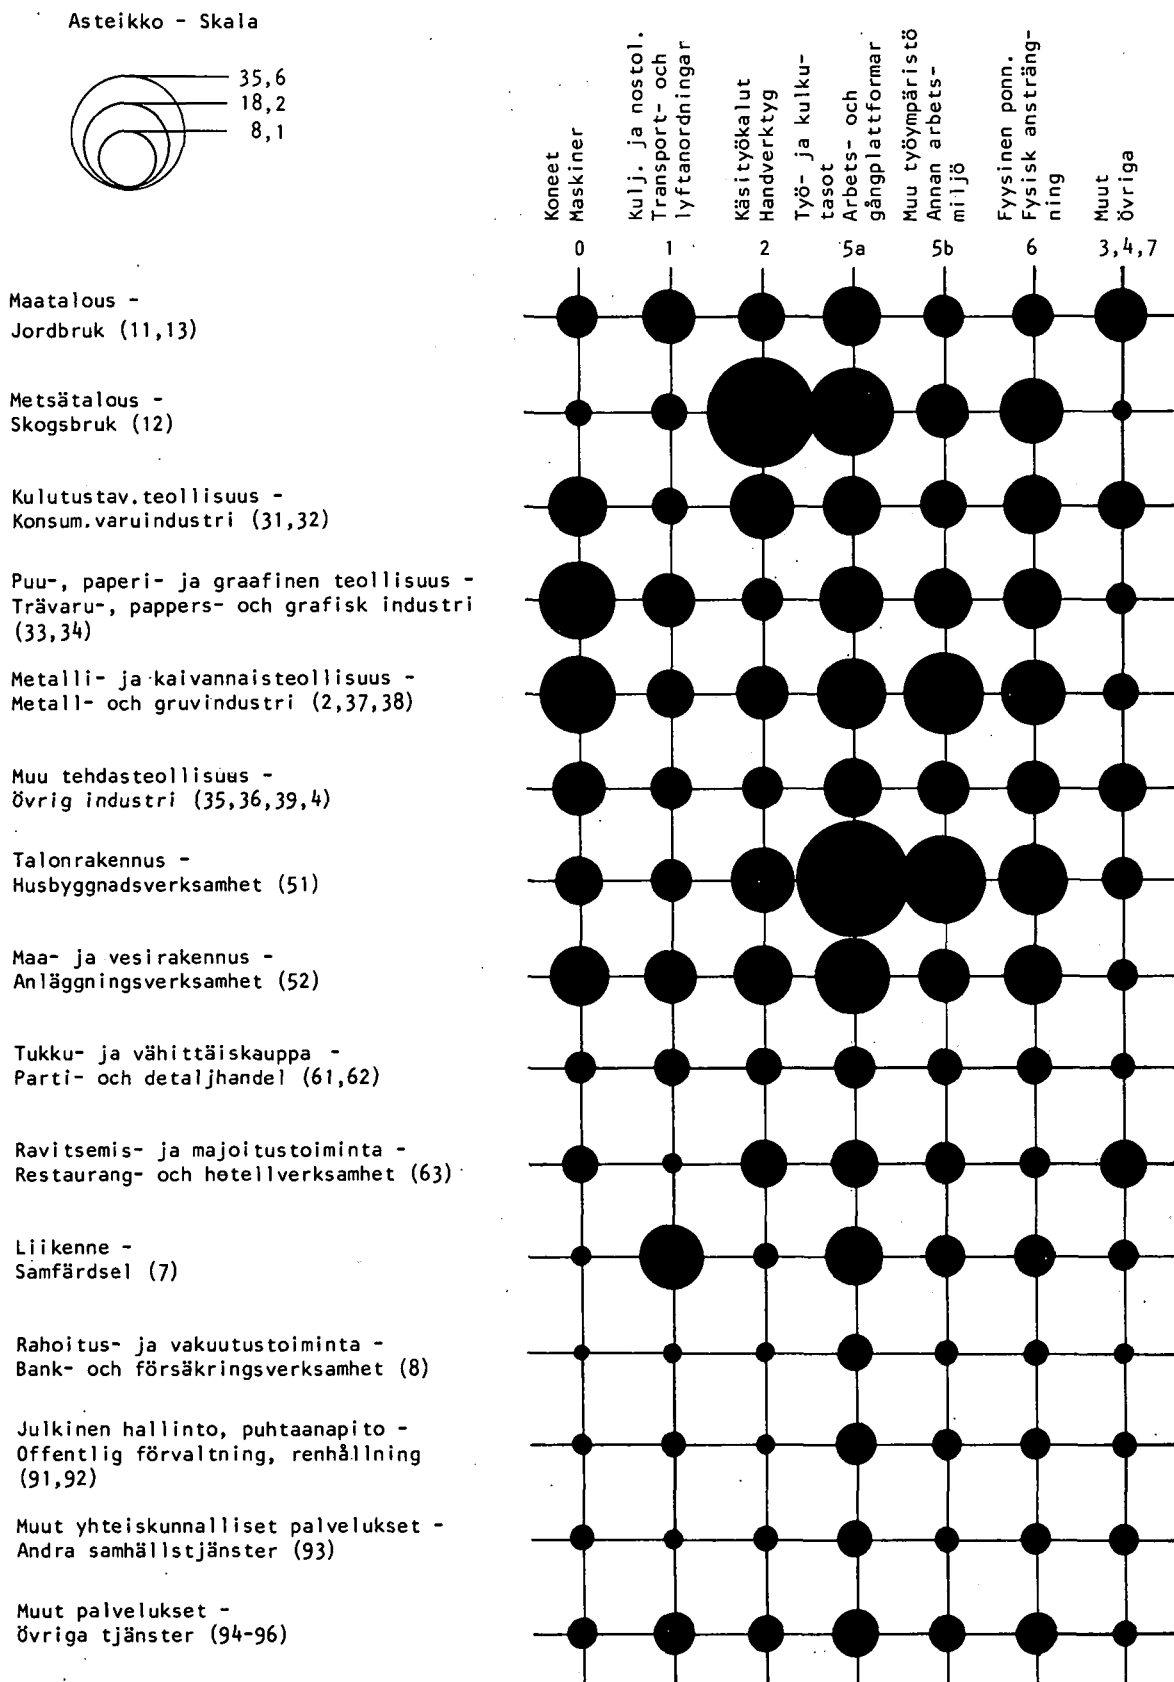 Asteikko - Skala
35,6
18,2
8,1
Koneet
Maskiner
Kulj. ja nostol.
Transport- och
lyftanordningar
Käsityökalut
Handverktyg
Työ- ja kulku-
tasot
Arbets- och
gångplattformar
Muu työympäristö
Annan arbets-
miljö
Fyysinen ponn.
Fysisk ansträng-
ning
Muut
Övriga
0 1 2 5a 5b 6 3,4,7
Maatalous -
Jordbruk (11,13)
Metsätalous -
Skogsbruk (12)
Kulutustav.teollisuus -
Konsum.varuindustri (31,32)
Puu-, paperi- ja graafinen teollisuus -
Trävaru-, pappers- och grafisk industri
(33,34)
Metalli- ja kaivannaisteollisuus -
Metall- och gruvindustri (2,37,38)
Muu tehdasteollisuus -
Övrig industri (35,36,39,4)
Talonrakennus -
Husbyggnadsverksamhet (51)
Maa- ja vesirakennus -
Anläggningsverksamhet (52)
Tukku- ja vähittäiskauppa -
Parti- och detaljhandel (61,62)
Ravitsemis- ja majoitustoiminta -
Restaurang- och hotellverksamhet (63)
Liikenne -
Samfärdsel (7)
Rahoitus- ja vakuutustoiminta -
Bank- och försäkringsverksamhet (8)
Julkinen hallinto, puhtaanapito -
Offentlig förvaltning, renhållning
(91,92)
Muut yhteiskunnalliset palvelukset -
Andra samhällstjänster (93)
Muut palvelukset -
Övriga tjänster (94-96)